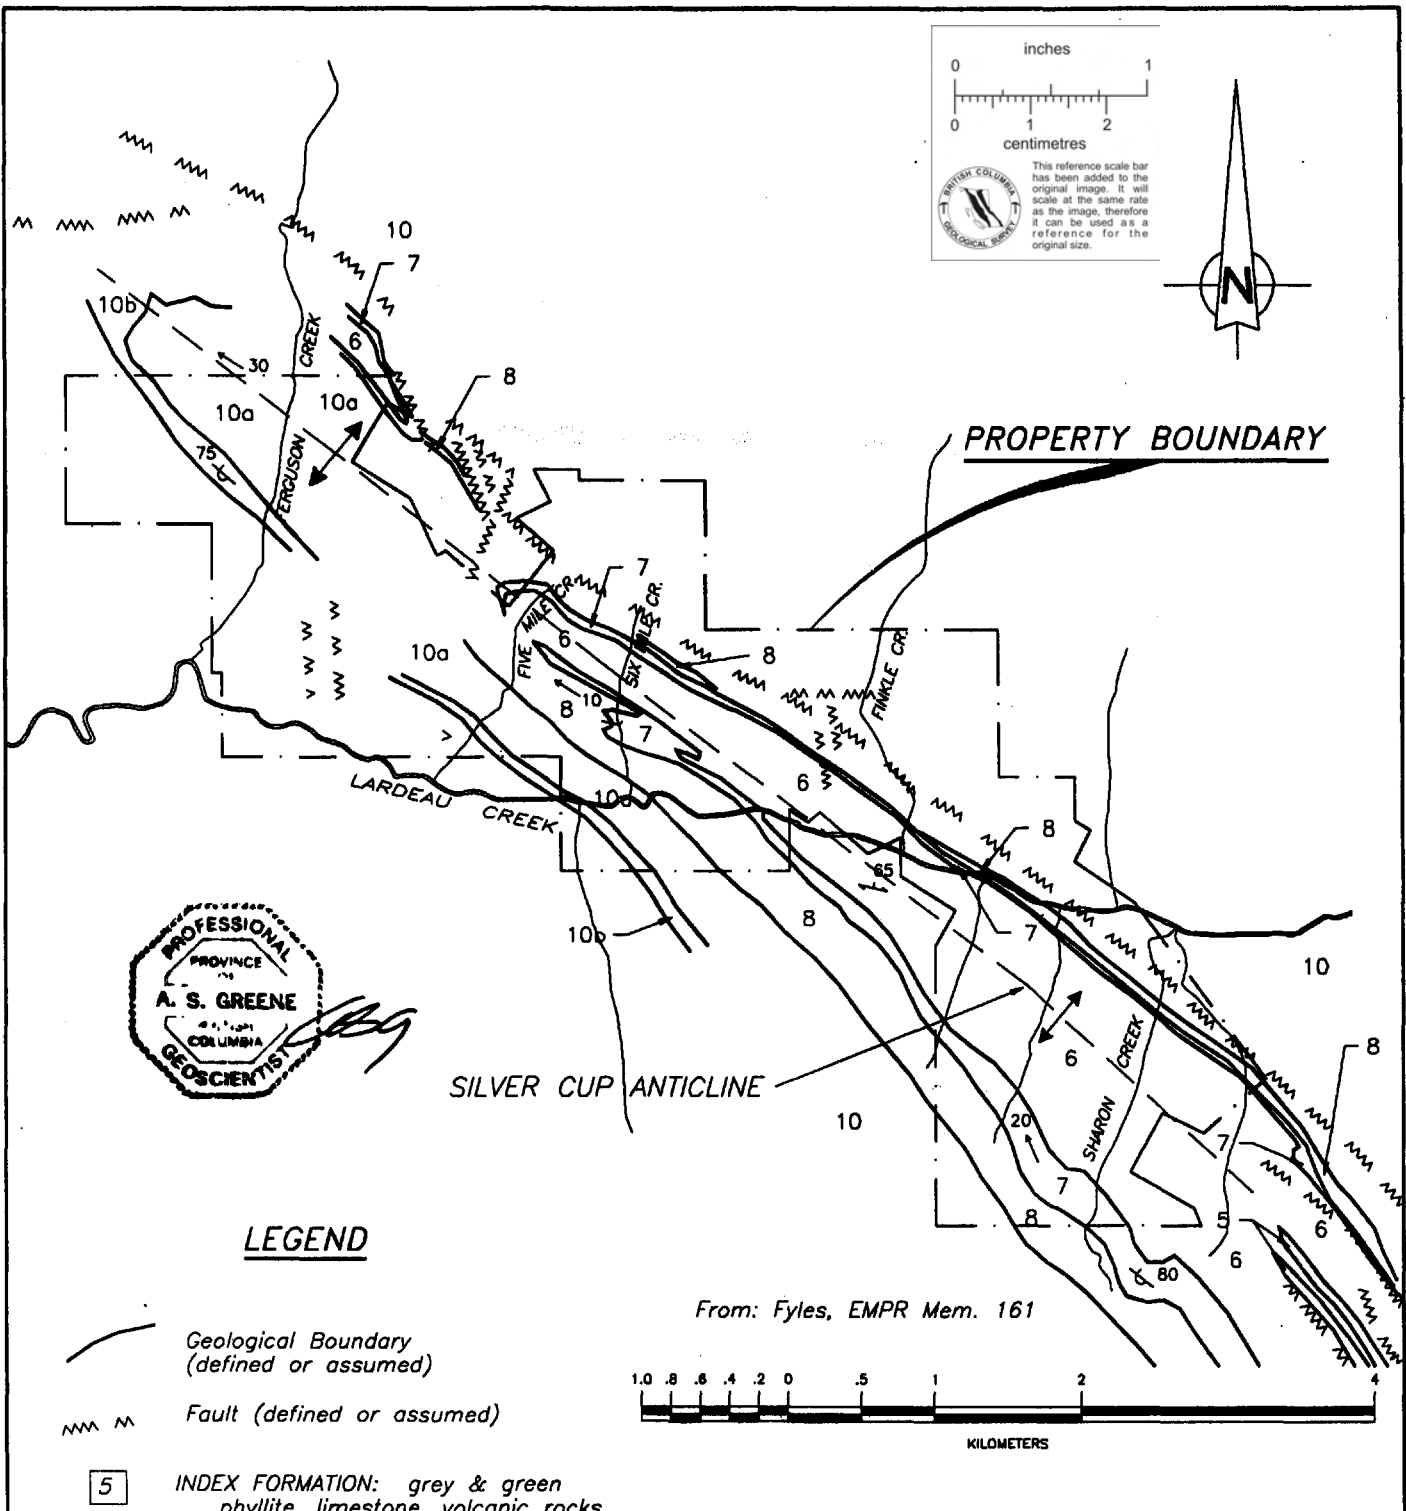 inches
0 1
0 1 2
centimetres
This reference scale bar
has been added to the
original image. It will
scale at the same rate
as the image, therefore
it can be used as a
reference for the
original size.
BRITISH COLUMBIA
GEOLOGICAL SURVEY
N
10
7
10b
6
CREEK
30
8
10a
10a
PROPERTY BOUNDARY
75
FERGUSON
7
MILE CR.
MILE CR.
6
8
FIVE
SIX
FINKLE CR.
10a
10
8
7
6
LARDEAU CREEK
8
65
8
7
10b
10
PROFESSIONAL
PROVINCE
A. S. GREENE
COLUMBIA
GEOSCIENTIST
SILVER CUP ANTICLINE
6
CREEK
8
10
20
SHARON
7
7
8
5
6
6
80
LEGEND
From: Fyles, EMPR Mem. 161
Geological Boundary
(defined or assumed)
1.0 .8 .6 .4 .2 0 .5 1 2 4
KILOMETERS
Fault (defined or assumed)
5 INDEX FORMATION: grey & green
phyllite, limestone, volcanic rocks